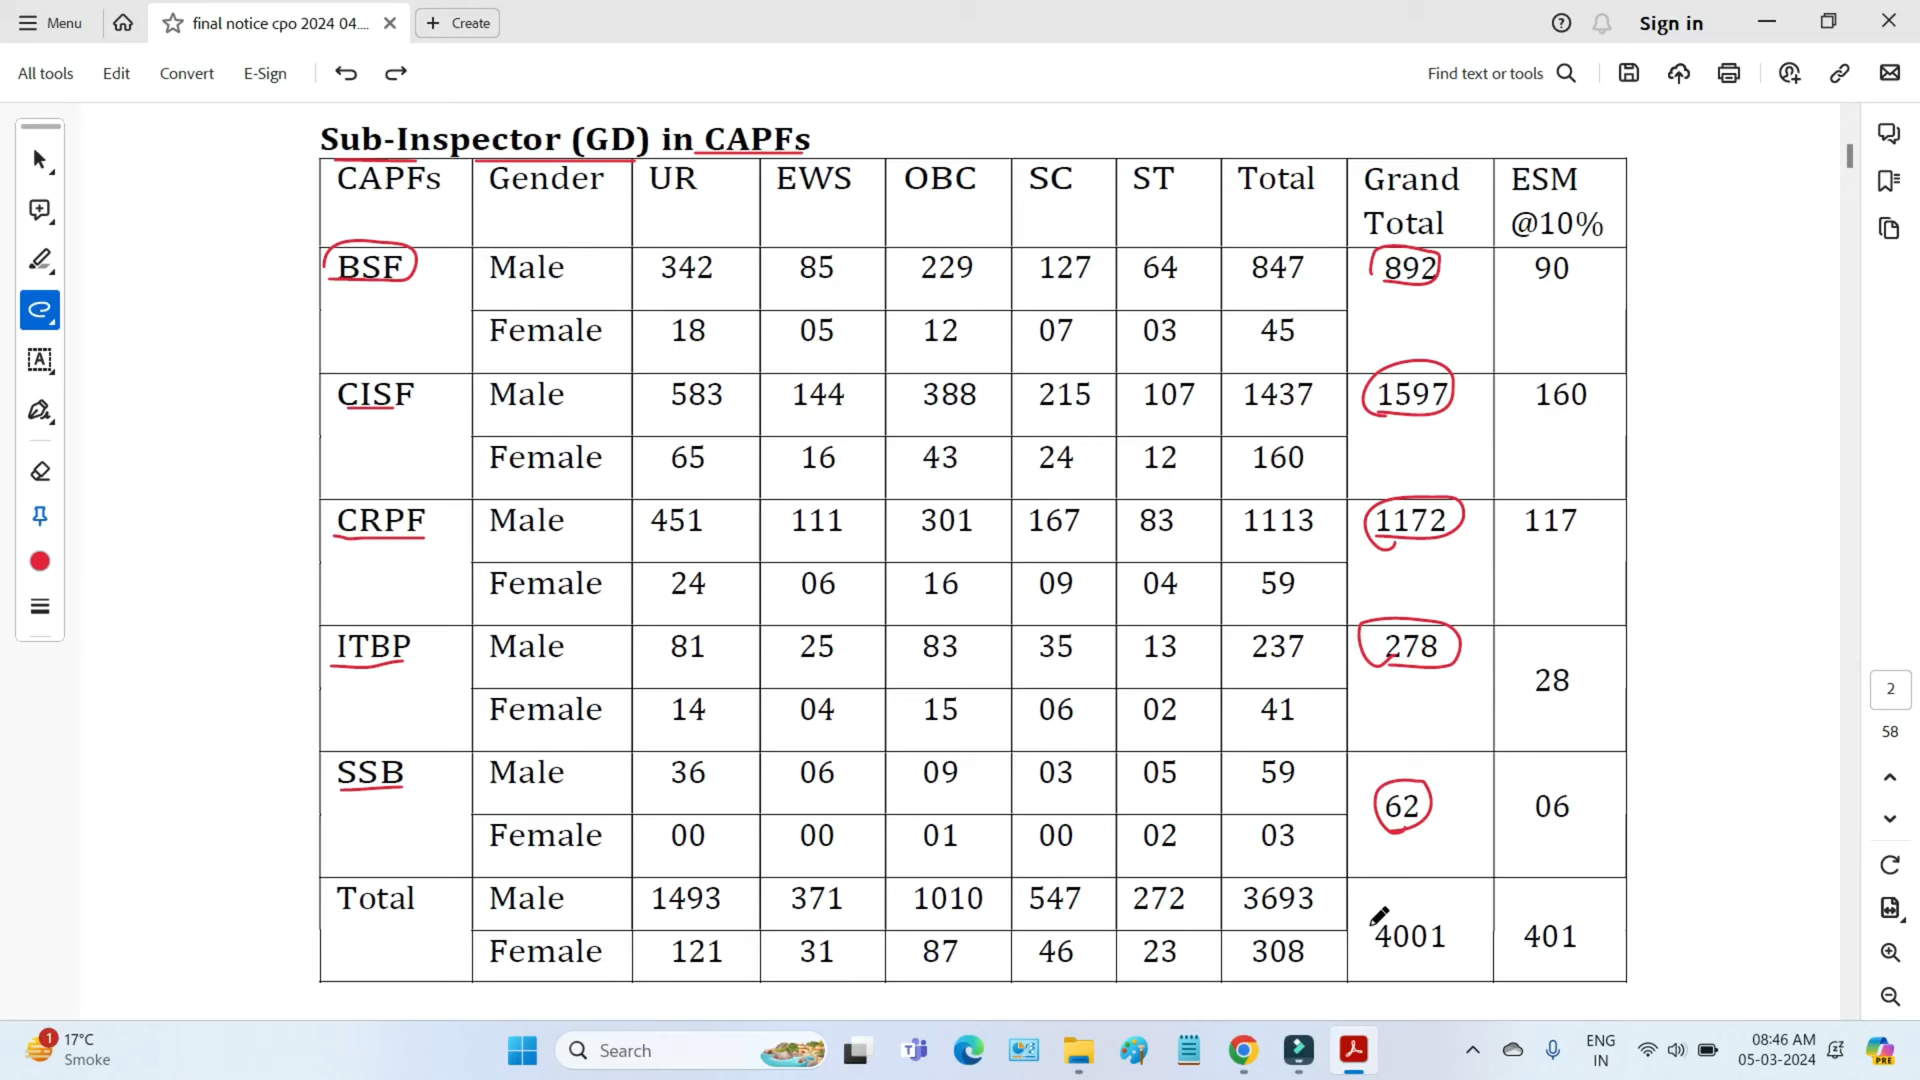 Menu
final notice cpo 2024 04....
Create
Sign in
All tools
Edit
Convert
E-Sign
Find text or tools
Sub-Inspector (GD) in CAPFs
CAPFs Gender UR EWS OBC SC ST Total Grand Total ESM @10%
BSF Male 342 85 229 127 64 847 892 90
Female 18 05 12 07 03 45
CISF Male 583 144 388 215 107 1437 1597 160
Female 65 16 43 24 12 160
CRPF Male 451 111 301 167 83 1113 1172 117
Female 24 06 16 09 04 59
ITBP Male 81 25 83 35 13 237 278 28
Female 14 04 15 06 02 41
SSB Male 36 06 09 03 05 59 62 06
Female 00 00 01 00 02 03
Total Male 1493 371 1010 547 272 3693 4001 401
Female 121 31 87 46 23 308
2
58
1
17°C
Smoke
Search
ENG
IN
08:46 AM
05-03-2024
PRE